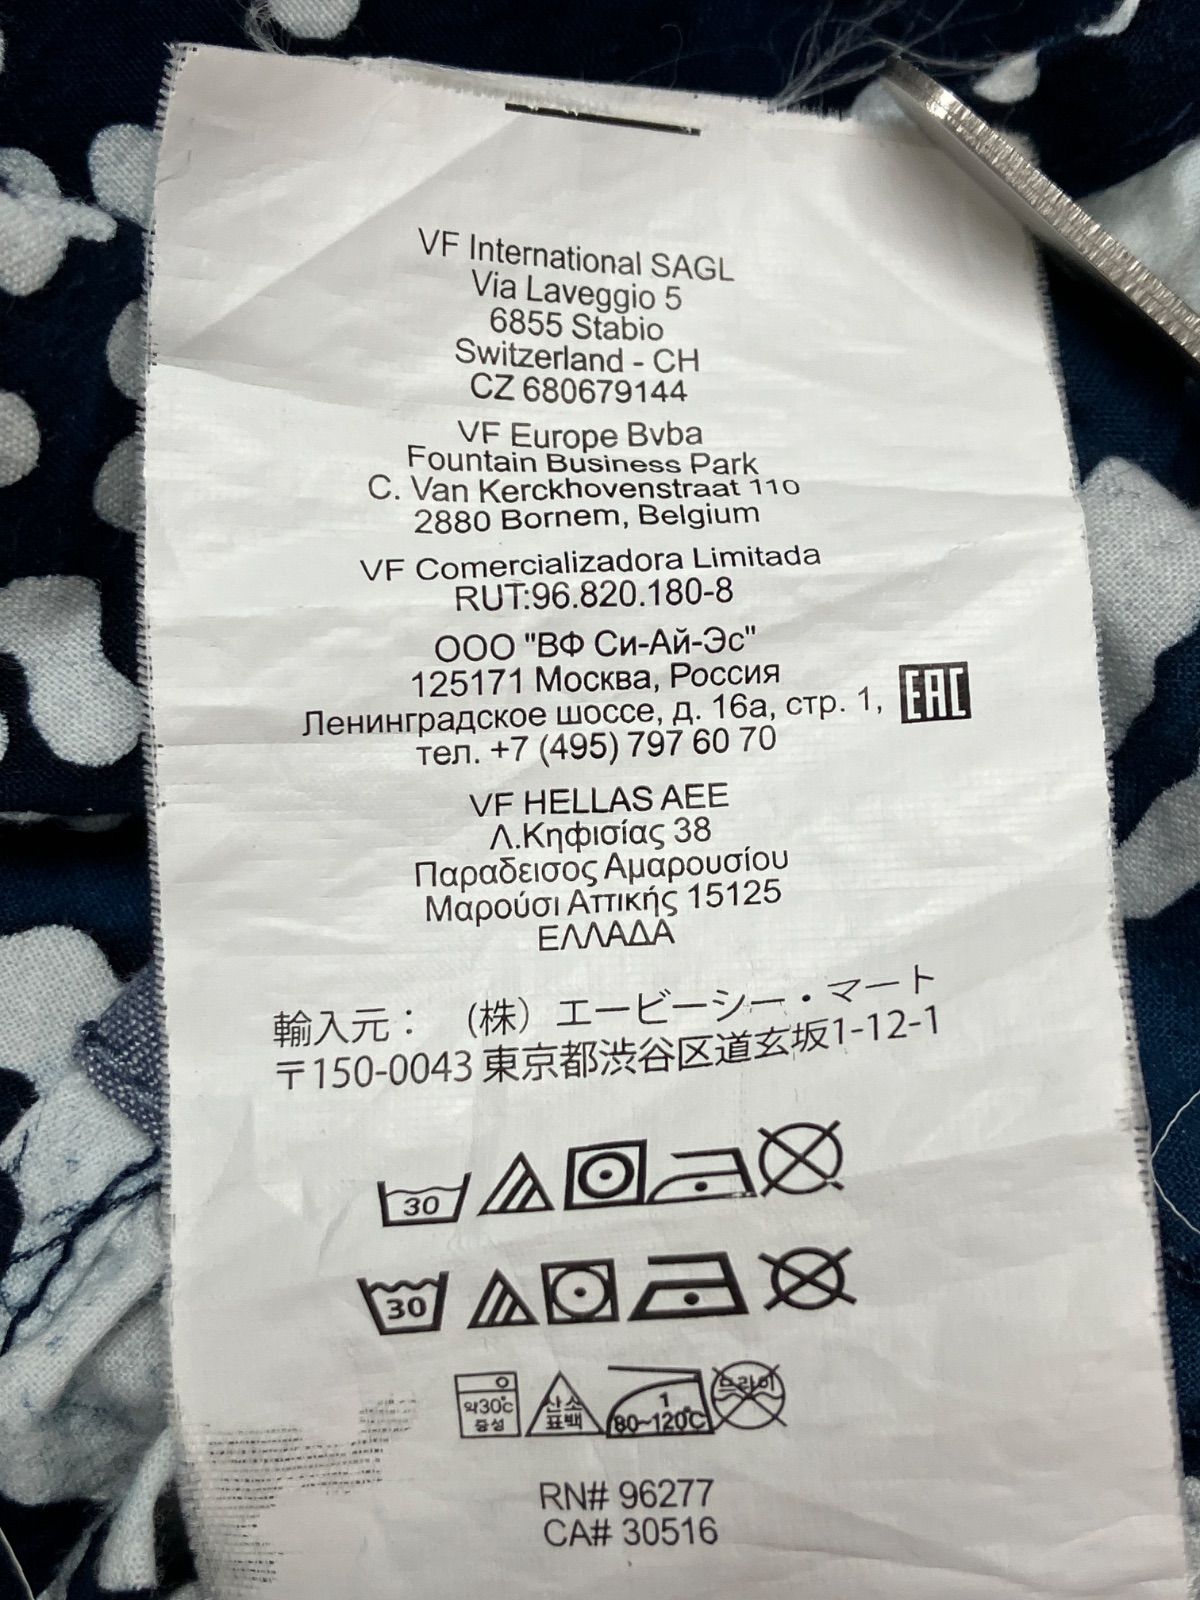 VF International SAGL
Via Laveggio 5
6855 Stabio
Switzerland - CH
CZ 680679144
VF Europe Bvba
Fountain Business Park
C. Van Kerckhovenstraat 110
2880 Bornem, Belgium
VF Comercializadora Limitada
RUT:96.820.180-8
ООО "ВФ Си-Ай-Эс"
125171 Москва, Россия
Ленинградское шоссе, д. 16а, стр. 1,
EAC
тел. +7 (495) 797 60 70
VF HELLAS AEE
Λ.Κηφισίας 38
Παραδεισος Αμαρουσίου
Μαρούσι Αττικής 15125
ΕΛΛΑΔΑ
輸入元： （株）エービーシー・マート
〒150-0043 東京都渋谷区道玄坂1-12-1
30
30
약30℃ 중성
산소 표백
1 80~120℃
드라이
RN# 96277
CA# 30516